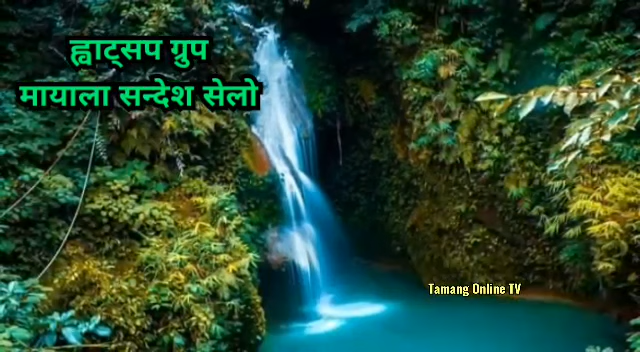 ह्वाट्सप ग्रुप
मायाला सन्देश सेलो
Tamang Online TV